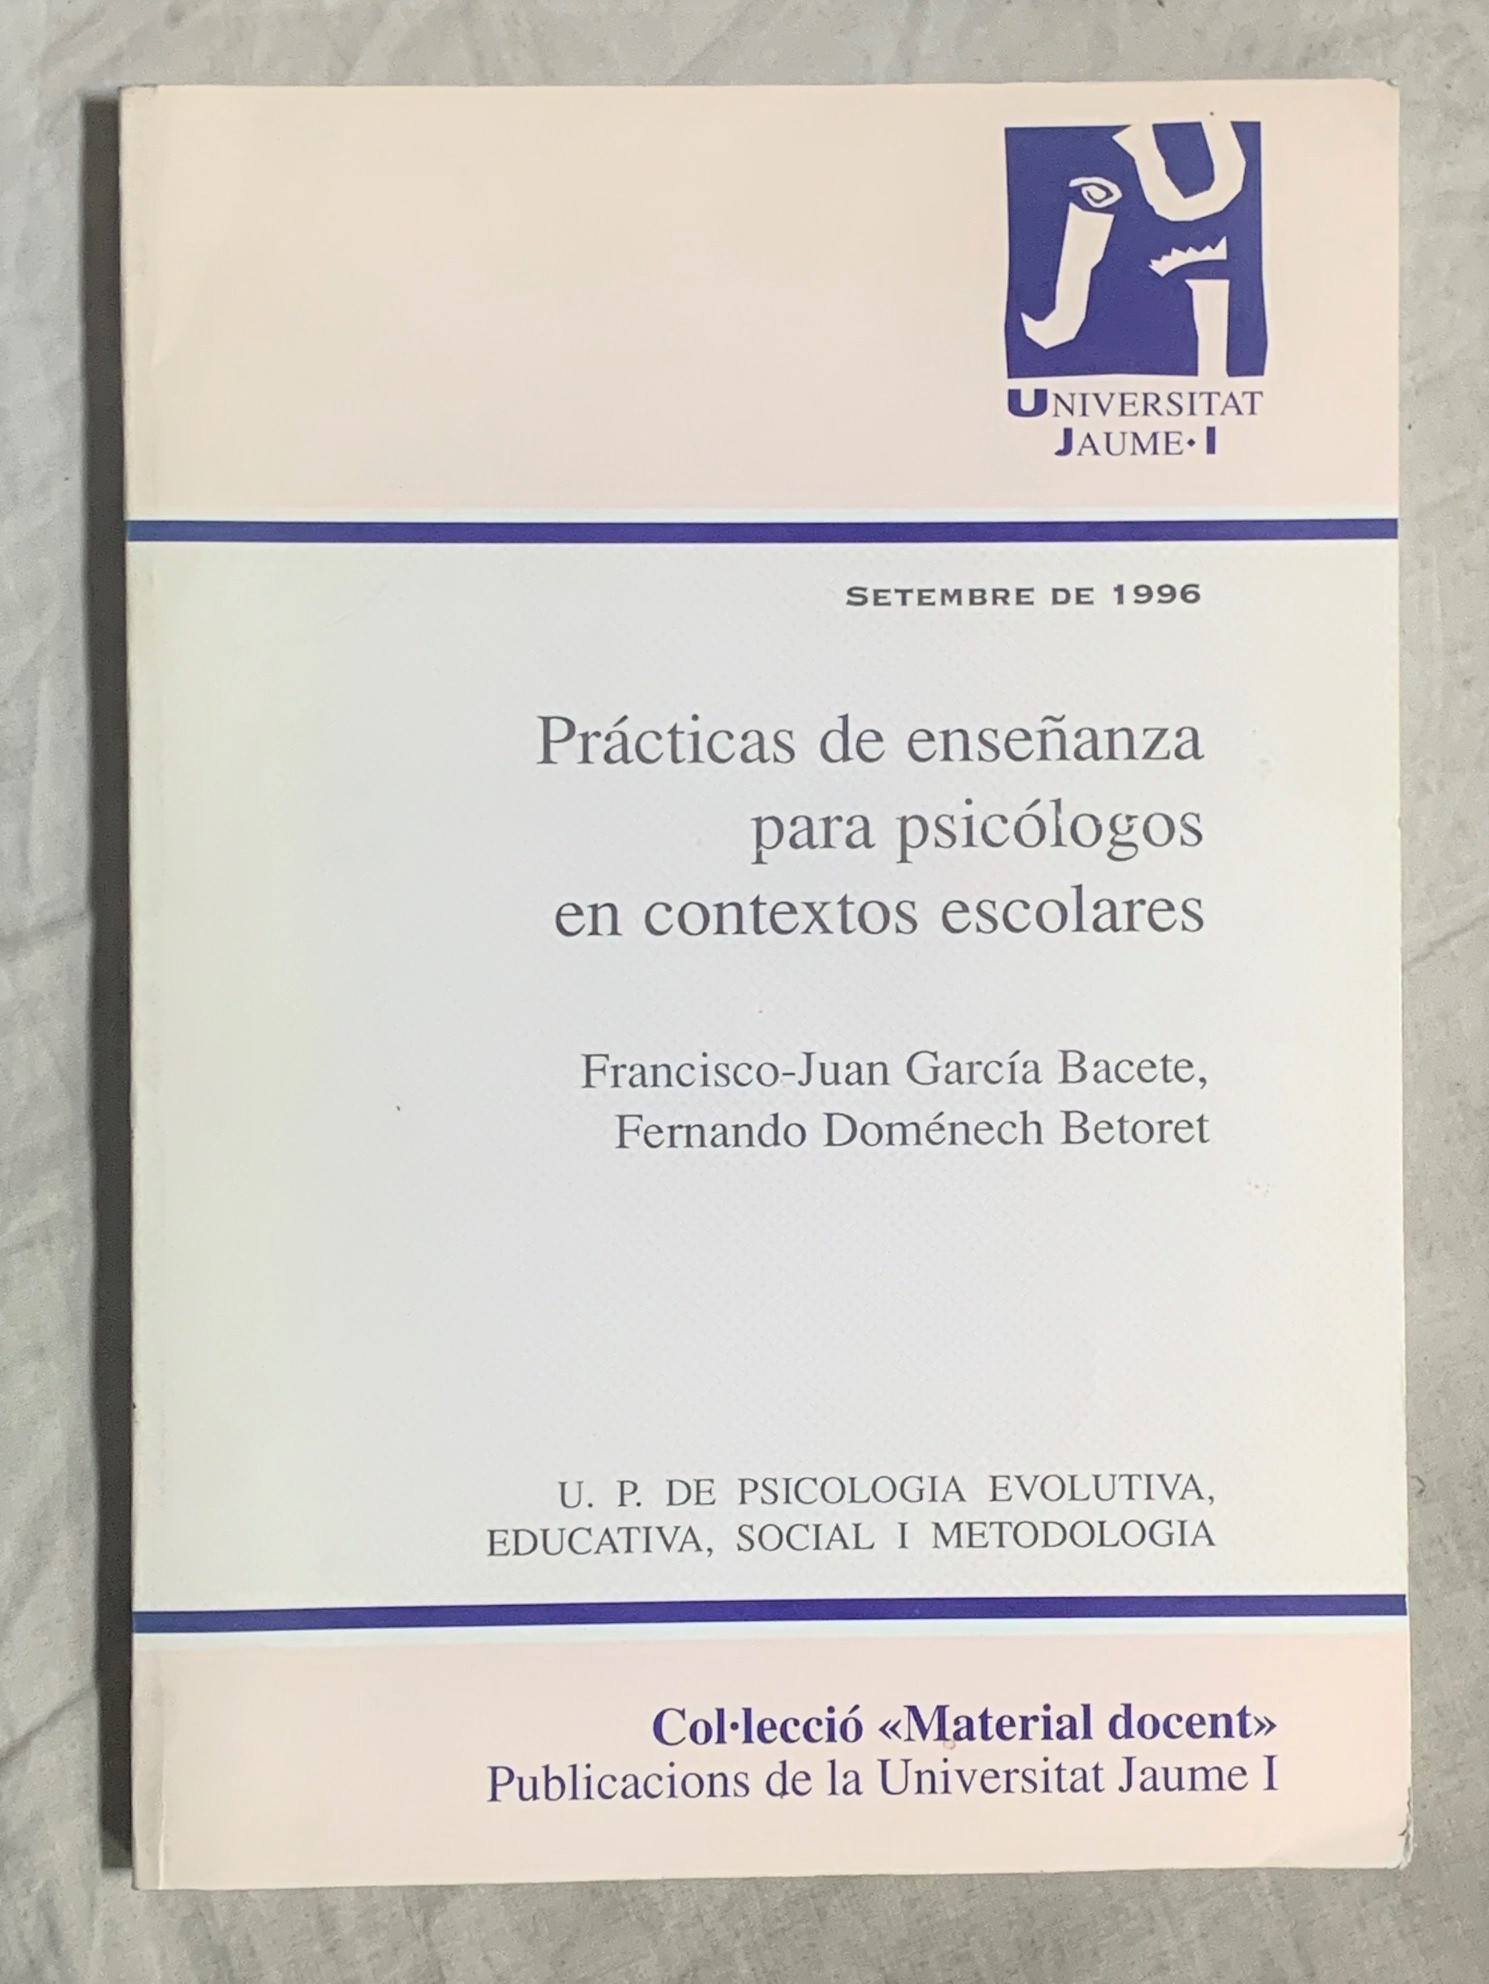 UNIVERSITAT
JAUME·I
SETEMBRE DE 1996
Prácticas de enseñanza
para psicólogos
en contextos escolares
Francisco-Juan García Bacete,
Fernando Doménech Betoret
U. P. DE PSICOLOGIA EVOLUTIVA,
EDUCATIVA, SOCIAL I METODOLOGIA
Col·lecció «Material docent»
Publicacions de la Universitat Jaume I